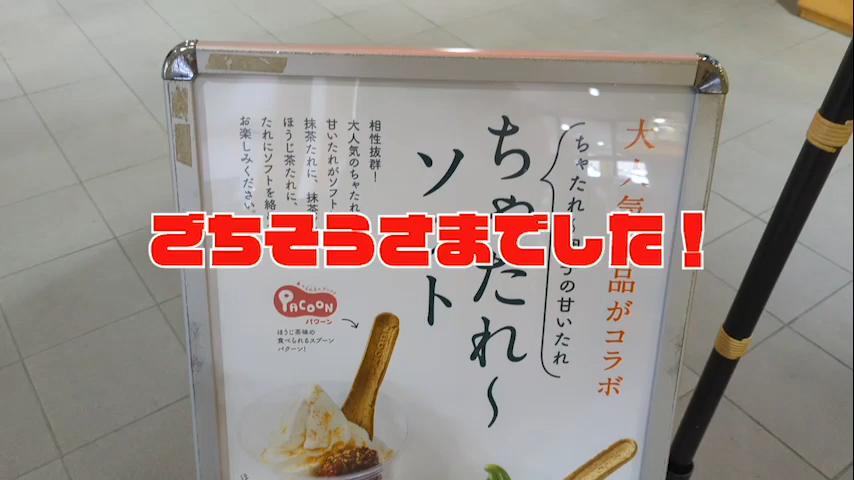 ごちそうさまでした！
大人気
品がコラボ
ちゃたれ〜
の甘いたれ
ちゃたれ〜
ソフト
相性抜群！
大人気のちゃたれ
甘いたれがソフト
抹茶たれに、抹茶
ほうじ茶たれに、
たれにソフトを絡
お楽しみください。
PACOON
パクーン
ほうじ茶味の
食べられるスプーン
パクーン！